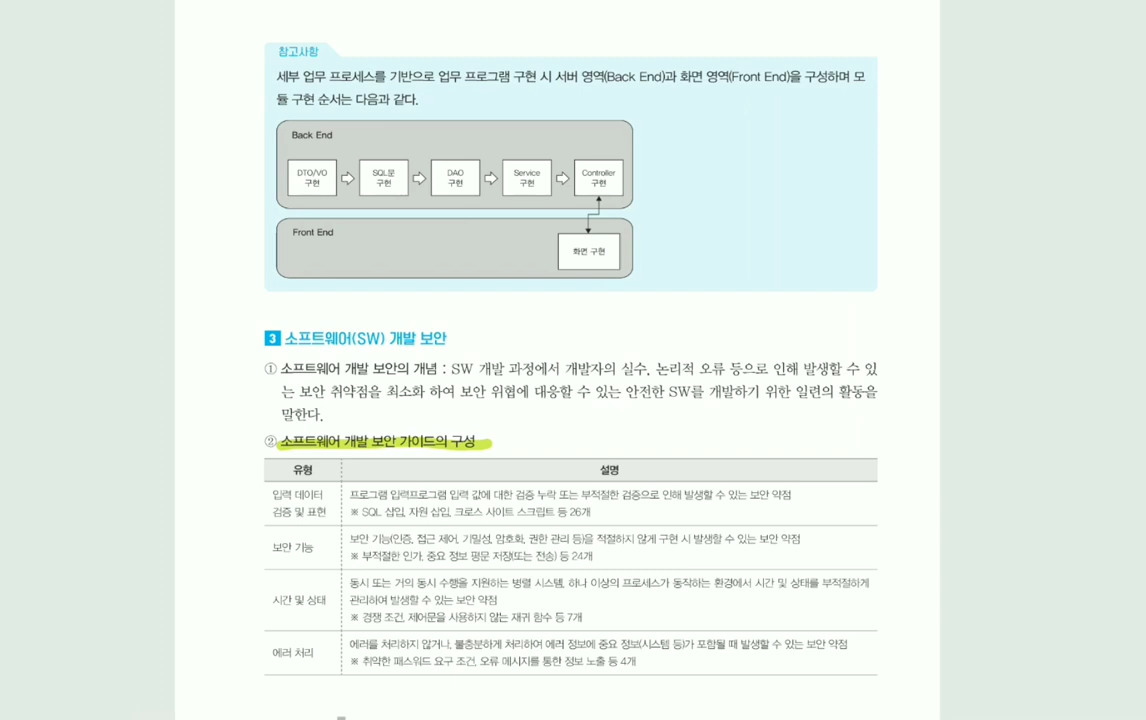 참고사항
세부 업무 프로세스를 기반으로 업무 프로그램 구현 시 서버 영역(Back End)과 화면 영역(Front End)을 구성하며 모
듈 구현 순서는 다음과 같다.
Back End
DTO/VO
구현
SQL문
구현
DAO
구현
Service
구현
Controller
구현
Front End
화면 구현
3 소프트웨어(SW) 개발 보안
① 소프트웨어 개발 보안의 개념 : SW 개발 과정에서 개발자의 실수, 논리적 오류 등으로 인해 발생할 수 있
는 보안 취약점을 최소화 하여 보안 위협에 대응할 수 있는 안전한 SW를 개발하기 위한 일련의 활동을
말한다.
② 소프트웨어 개발 보안 가이드의 구성
유형 설명
입력 데이터
검증 및 표현
프로그램 입력프로그램 입력 값에 대한 검증 누락 또는 부적절한 검증으로 인해 발생할 수 있는 보안 약점
※ SQL 삽입, 자원 삽입, 크로스 사이트 스크립트 등 26개
보안 기능
보안 기능(인증, 접근 제어, 기밀성, 암호화, 권한 관리 등)을 적절하지 않게 구현 시 발생할 수 있는 보안 약점
※ 부적절한 인가, 중요 정보 평문 저장(또는 전송) 등 24개
시간 및 상태
동시 또는 거의 동시 수행을 지원하는 병렬 시스템, 하나 이상의 프로세스가 동작하는 환경에서 시간 및 상태를 부적절하게
관리하여 발생할 수 있는 보안 약점
※ 경쟁 조건, 제어문을 사용하지 않는 재귀 함수 등 7개
에러 처리
에러를 처리하지 않거나, 불충분하게 처리하여 에러 정보에 중요 정보(시스템 등)가 포함될 때 발생할 수 있는 보안 약점
※ 취약한 패스워드 요구 조건, 오류 메시지를 통한 정보 노출 등 4개